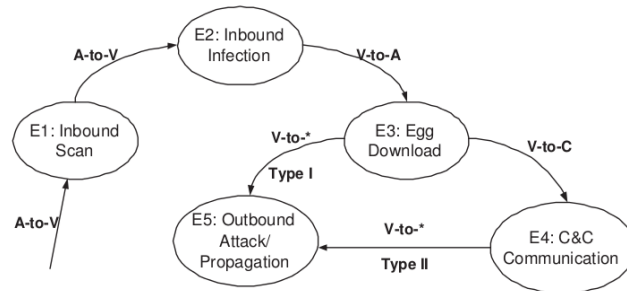 E2: Inbound
Infection
A-to-V
V-to-A
E1: Inbound
Scan
V-to-*
E3: Egg
Download
V-to-C
Type I
A-to-V
E5: Outbound
Attack/
Propagation
V-to-*
Type II
E4: C&C
Communication